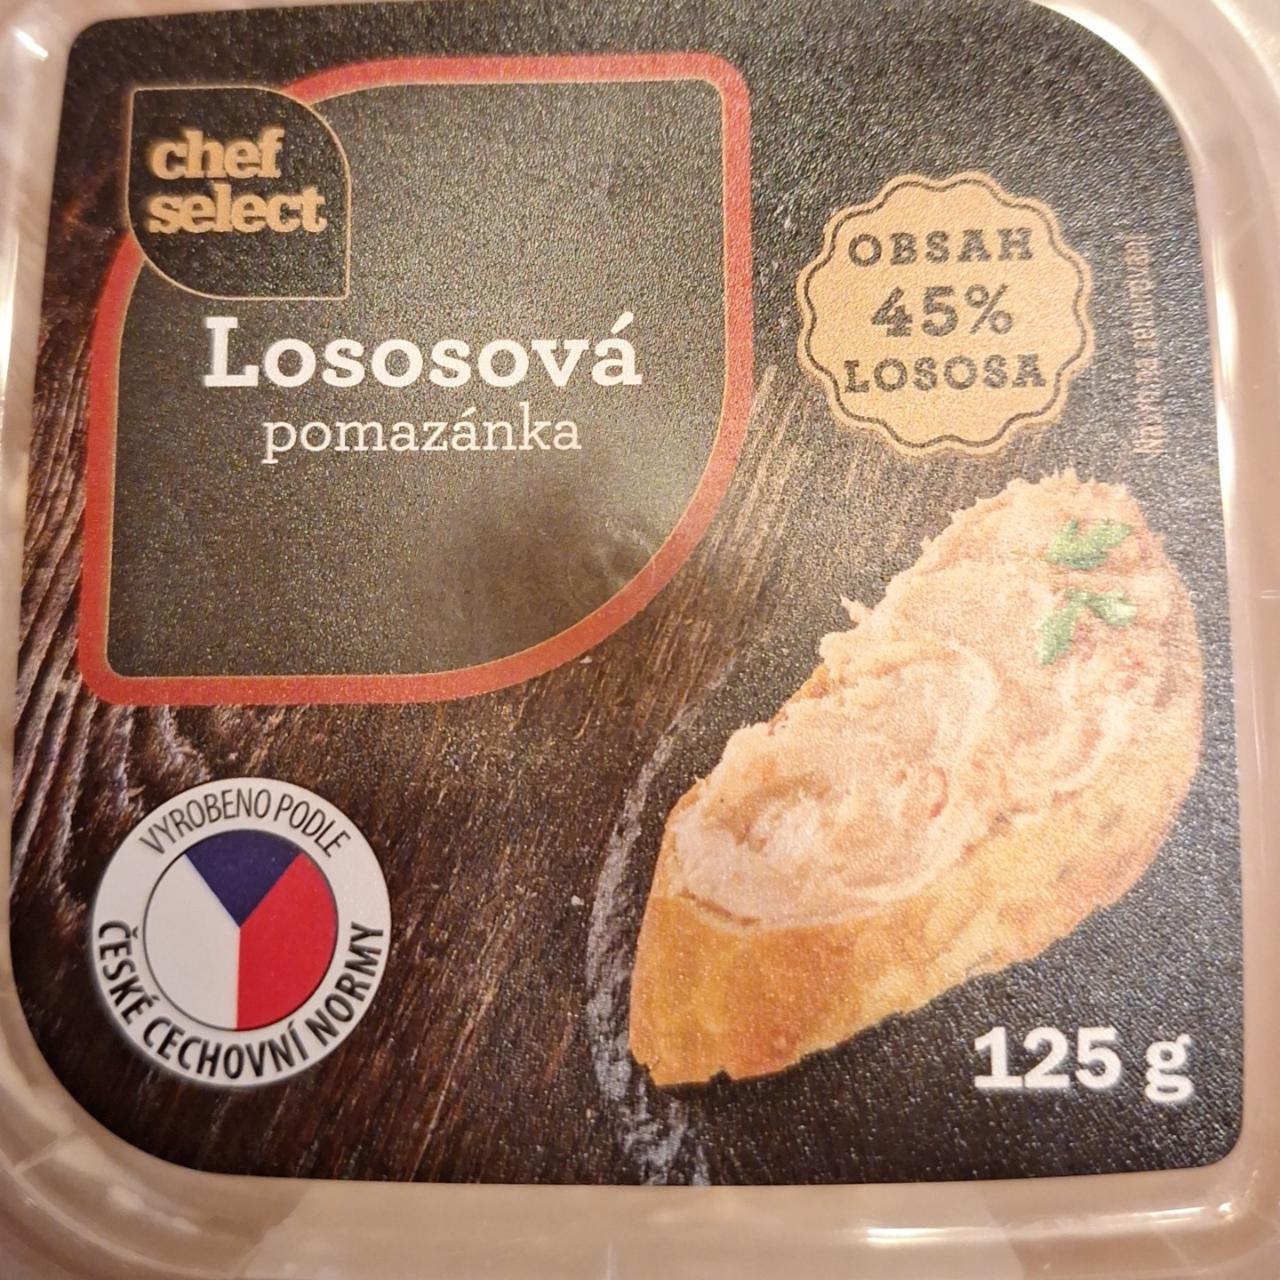 chef
select
Lososová
pomazánka
OBSAH
45%
LOSOSA
VYROBENO PODLE
ČESKÉ CECHOVNÍ NORMY
125 g